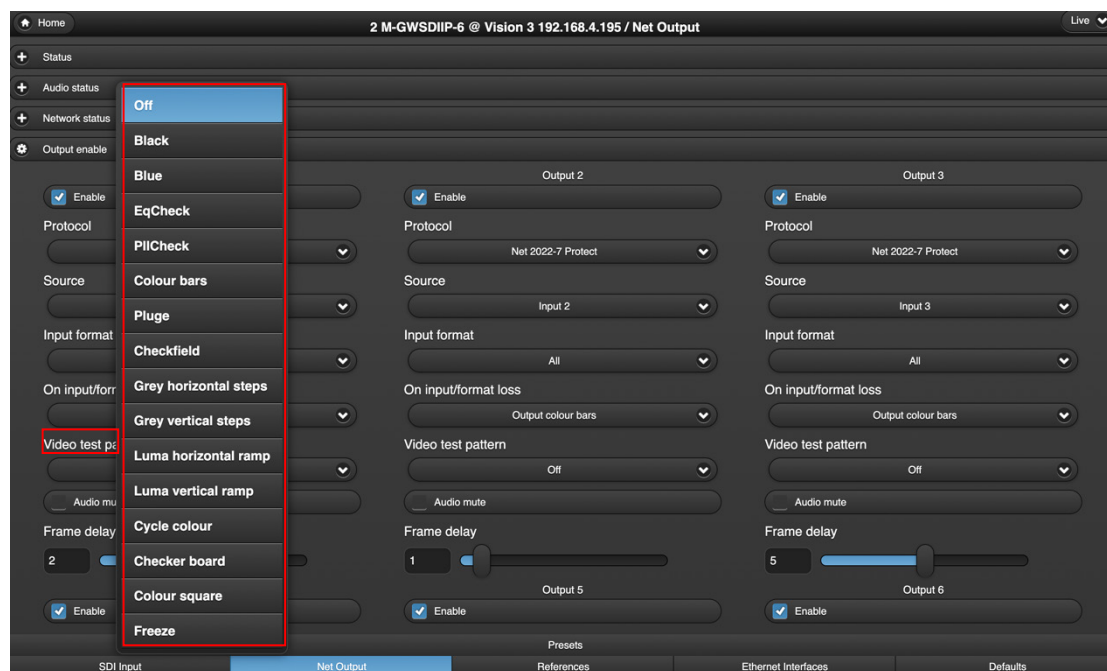 Home
2 M-GWSDIIP-6 @ Vision 3 192.168.4.195 / Net Output
Live
Status
Audio status
Network status
Output enable
Off
Black
Blue
EqCheck
PllCheck
Colour bars
Pluge
Checkfield
Grey horizontal steps
Grey vertical steps
Luma horizontal ramp
Luma vertical ramp
Cycle colour
Checker board
Colour square
Freeze
Enable
Protocol
Source
Input format
On input/forr
Video test pa
Audio mu
Frame delay
2
Enable
Output 2
Enable
Protocol
Net 2022-7 Protect
Source
Input 2
Input format
All
On input/format loss
Output colour bars
Video test pattern
Off
Audio mute
Frame delay
1
Output 5
Enable
Output 3
Enable
Protocol
Net 2022-7 Protect
Source
Input 3
Input format
All
On input/format loss
Output colour bars
Video test pattern
Off
Audio mute
Frame delay
5
Output 6
Enable
Presets
SDI Input
Net Output
References
Ethernet Interfaces
Defaults